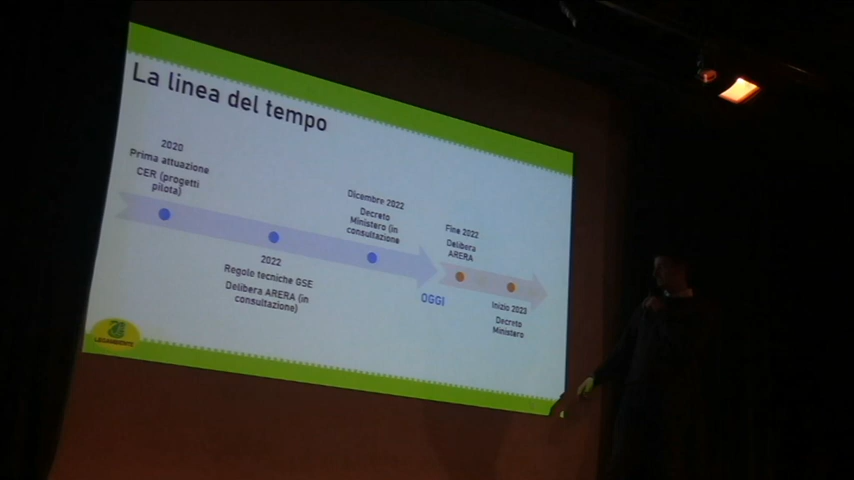 La linea del tempo
2020
Prima attuazione
CER (progetti
pilota)
2022
Regole tecniche GSE
Delibera ARERA (in
consultazione)
Dicembre 2022
Decreto
Ministero (in
consultazione
OGGI
Fine 2022
Delibera
ARERA
Inizio 2023
Decreto
Ministero
LEGAMBIENTE